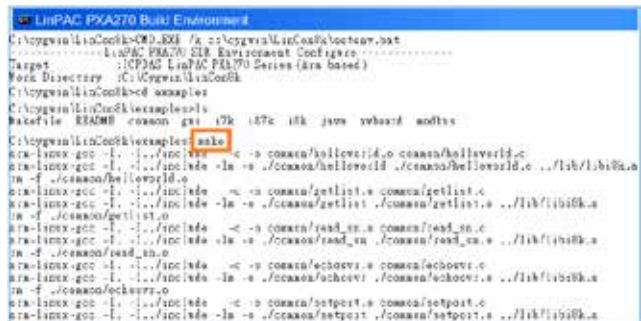 LinPAC PXA270 Build Environment
C:\cygwin\LinCon8k>CMD.EXE /k c:\cygwin\LinCon8k\setenv.bat
LinPAC PXA270 SDK Environment Configure
Target :ICPDAS LinPAC PXA270 Series (Arm based)
Work Directory :C:\Cygwin\LinCon8k
C:\cygwin\LinCon8k>cd examples
C:\cygwin\LinCon8k\examples>ls
Makefile README common i7k i87k i8k java modbus
C:\cygwin\LinCon8k\examples>make
arm-linux-gcc -I. -I../include -c -o common/helloworld.o common/helloworld.c
arm-linux-gcc -I. -I../include -lm -o ./common/helloworld ./common/helloworld.o ../lib/libi8k.a
rm -f ./common/helloworld.o
arm-linux-gcc -I. -I../include -c -o common/getlist.o common/getlist.c
arm-linux-gcc -I. -I../include -lm -o ./common/getlist ./common/getlist.o ../lib/libi8k.a
rm -f ./common/getlist.o
arm-linux-gcc -I. -I../include -c -o common/read_sn.o common/read_sn.c
arm-linux-gcc -I. -I../include -lm -o ./common/read_sn ./common/read_sn.o ../lib/libi8k.a
rm -f ./common/read_sn.o
arm-linux-gcc -I. -I../include -c -o common/echosvr.o common/echosvr.c
arm-linux-gcc -I. -I../include -lm -o ./common/echosvr ./common/echosvr.o ../lib/libi8k.a
rm -f ./common/echosvr.o
arm-linux-gcc -I. -I../include -c -o common/setport.o common/setport.c
arm-linux-gcc -I. -I../include -lm -o ./common/setport ./common/setport.o ../lib/libi8k.a